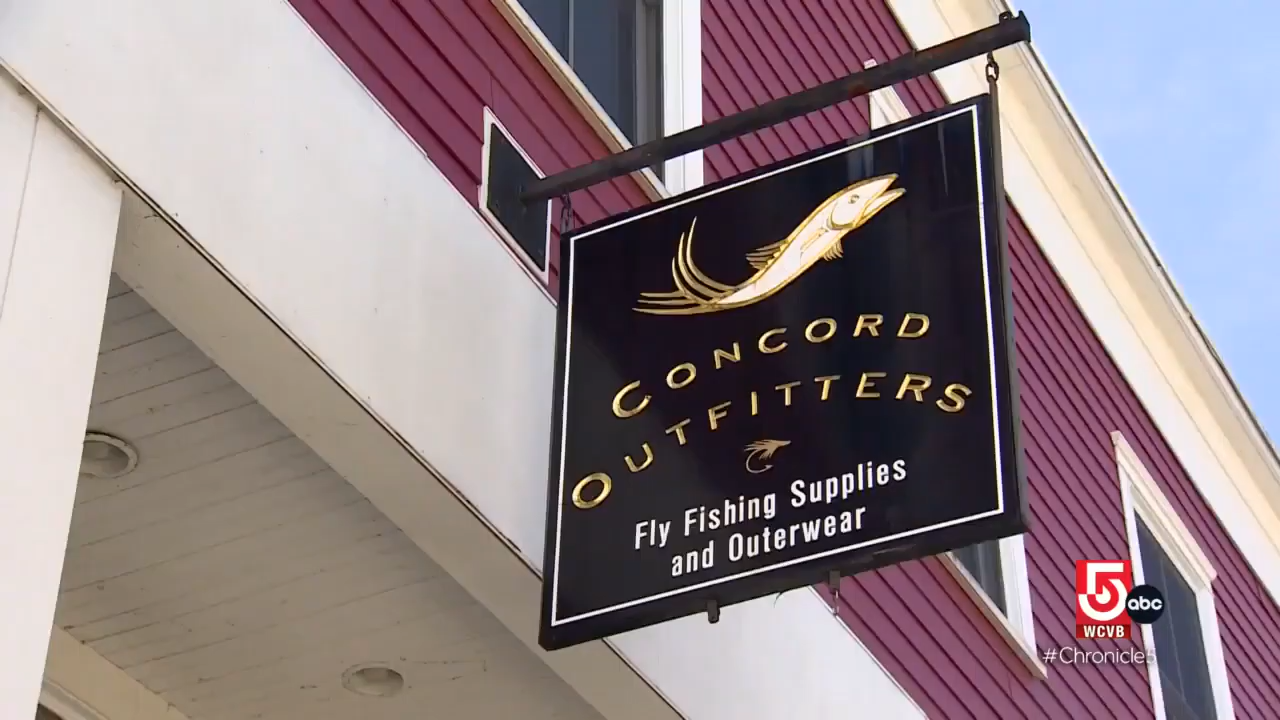 CONCORD
OUTFITTERS
Fly Fishing Supplies
and Outerwear
5
abc
WCVB
#Chronicle5